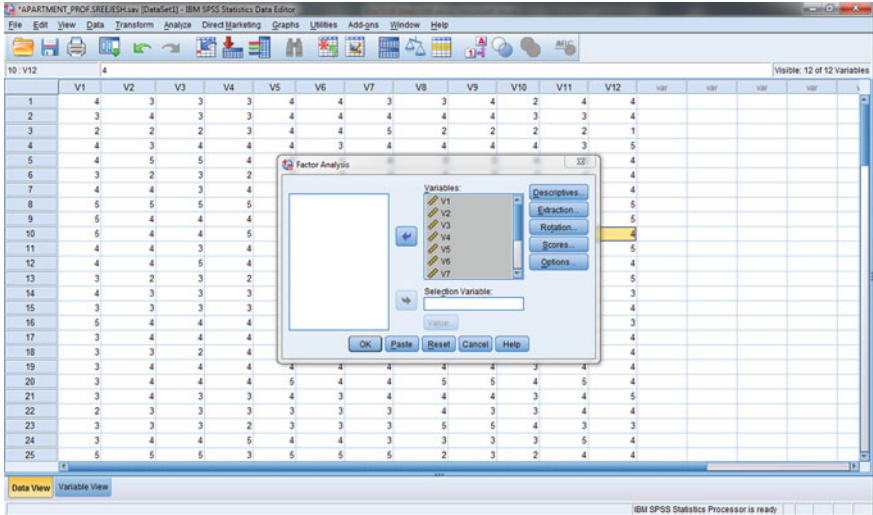 *APARTMENT_PROF.SREEJESH.sav [DataSet1] - IBM SPSS Statistics Data Editor
File Edit View Data Transform Analyze Direct Marketing Graphs Utilities Add-ons Window Help
10 : V12 4 Visible: 12 of 12 Variables
V1 V2 V3 V4 V5 V6 V7 V8 V9 V10 V11 V12 var var var var
1 4 3 3 3 4 4 3 3 4 2 4 4
2 3 4 3 3 4 4 4 4 4 3 3 4
3 2 2 2 3 4 4 5 2 2 2 2 1
4 4 3 4 4 4 3 4 4 4 4 3 5
5 4 5 5 4 4
6 3 2 3 2 4
7 4 4 3 4 4
8 5 5 5 5 5
9 5 4 4 4 5
10 5 4 4 5 4
11 4 4 3 4 5
12 4 4 5 4 4
13 3 2 3 2 5
14 4 3 3 3 3
15 3 3 3 3 4
16 5 4 4 4 3
17 3 4 4 4 4
18 3 3 2 4 4
19 3 4 4 4 4 4 4 4 4 3 4 4
20 3 4 4 4 5 4 4 5 5 4 5 4
21 3 4 3 3 4 3 4 4 4 3 4 5
22 2 3 3 3 3 3 3 4 3 3 4 4
23 3 3 3 2 3 3 3 5 5 4 3 3
24 3 4 4 5 4 4 3 3 3 3 5 4
25 5 5 5 3 5 5 5 2 3 2 4 4
Factor Analysis
Variables:
V1
V2
V3
V4
V5
V6
V7
Descriptives...
Extraction...
Rotation...
Scores...
Options...
Selection Variable:
Value...
OK Paste Reset Cancel Help
Data View Variable View
IBM SPSS Statistics Processor is ready